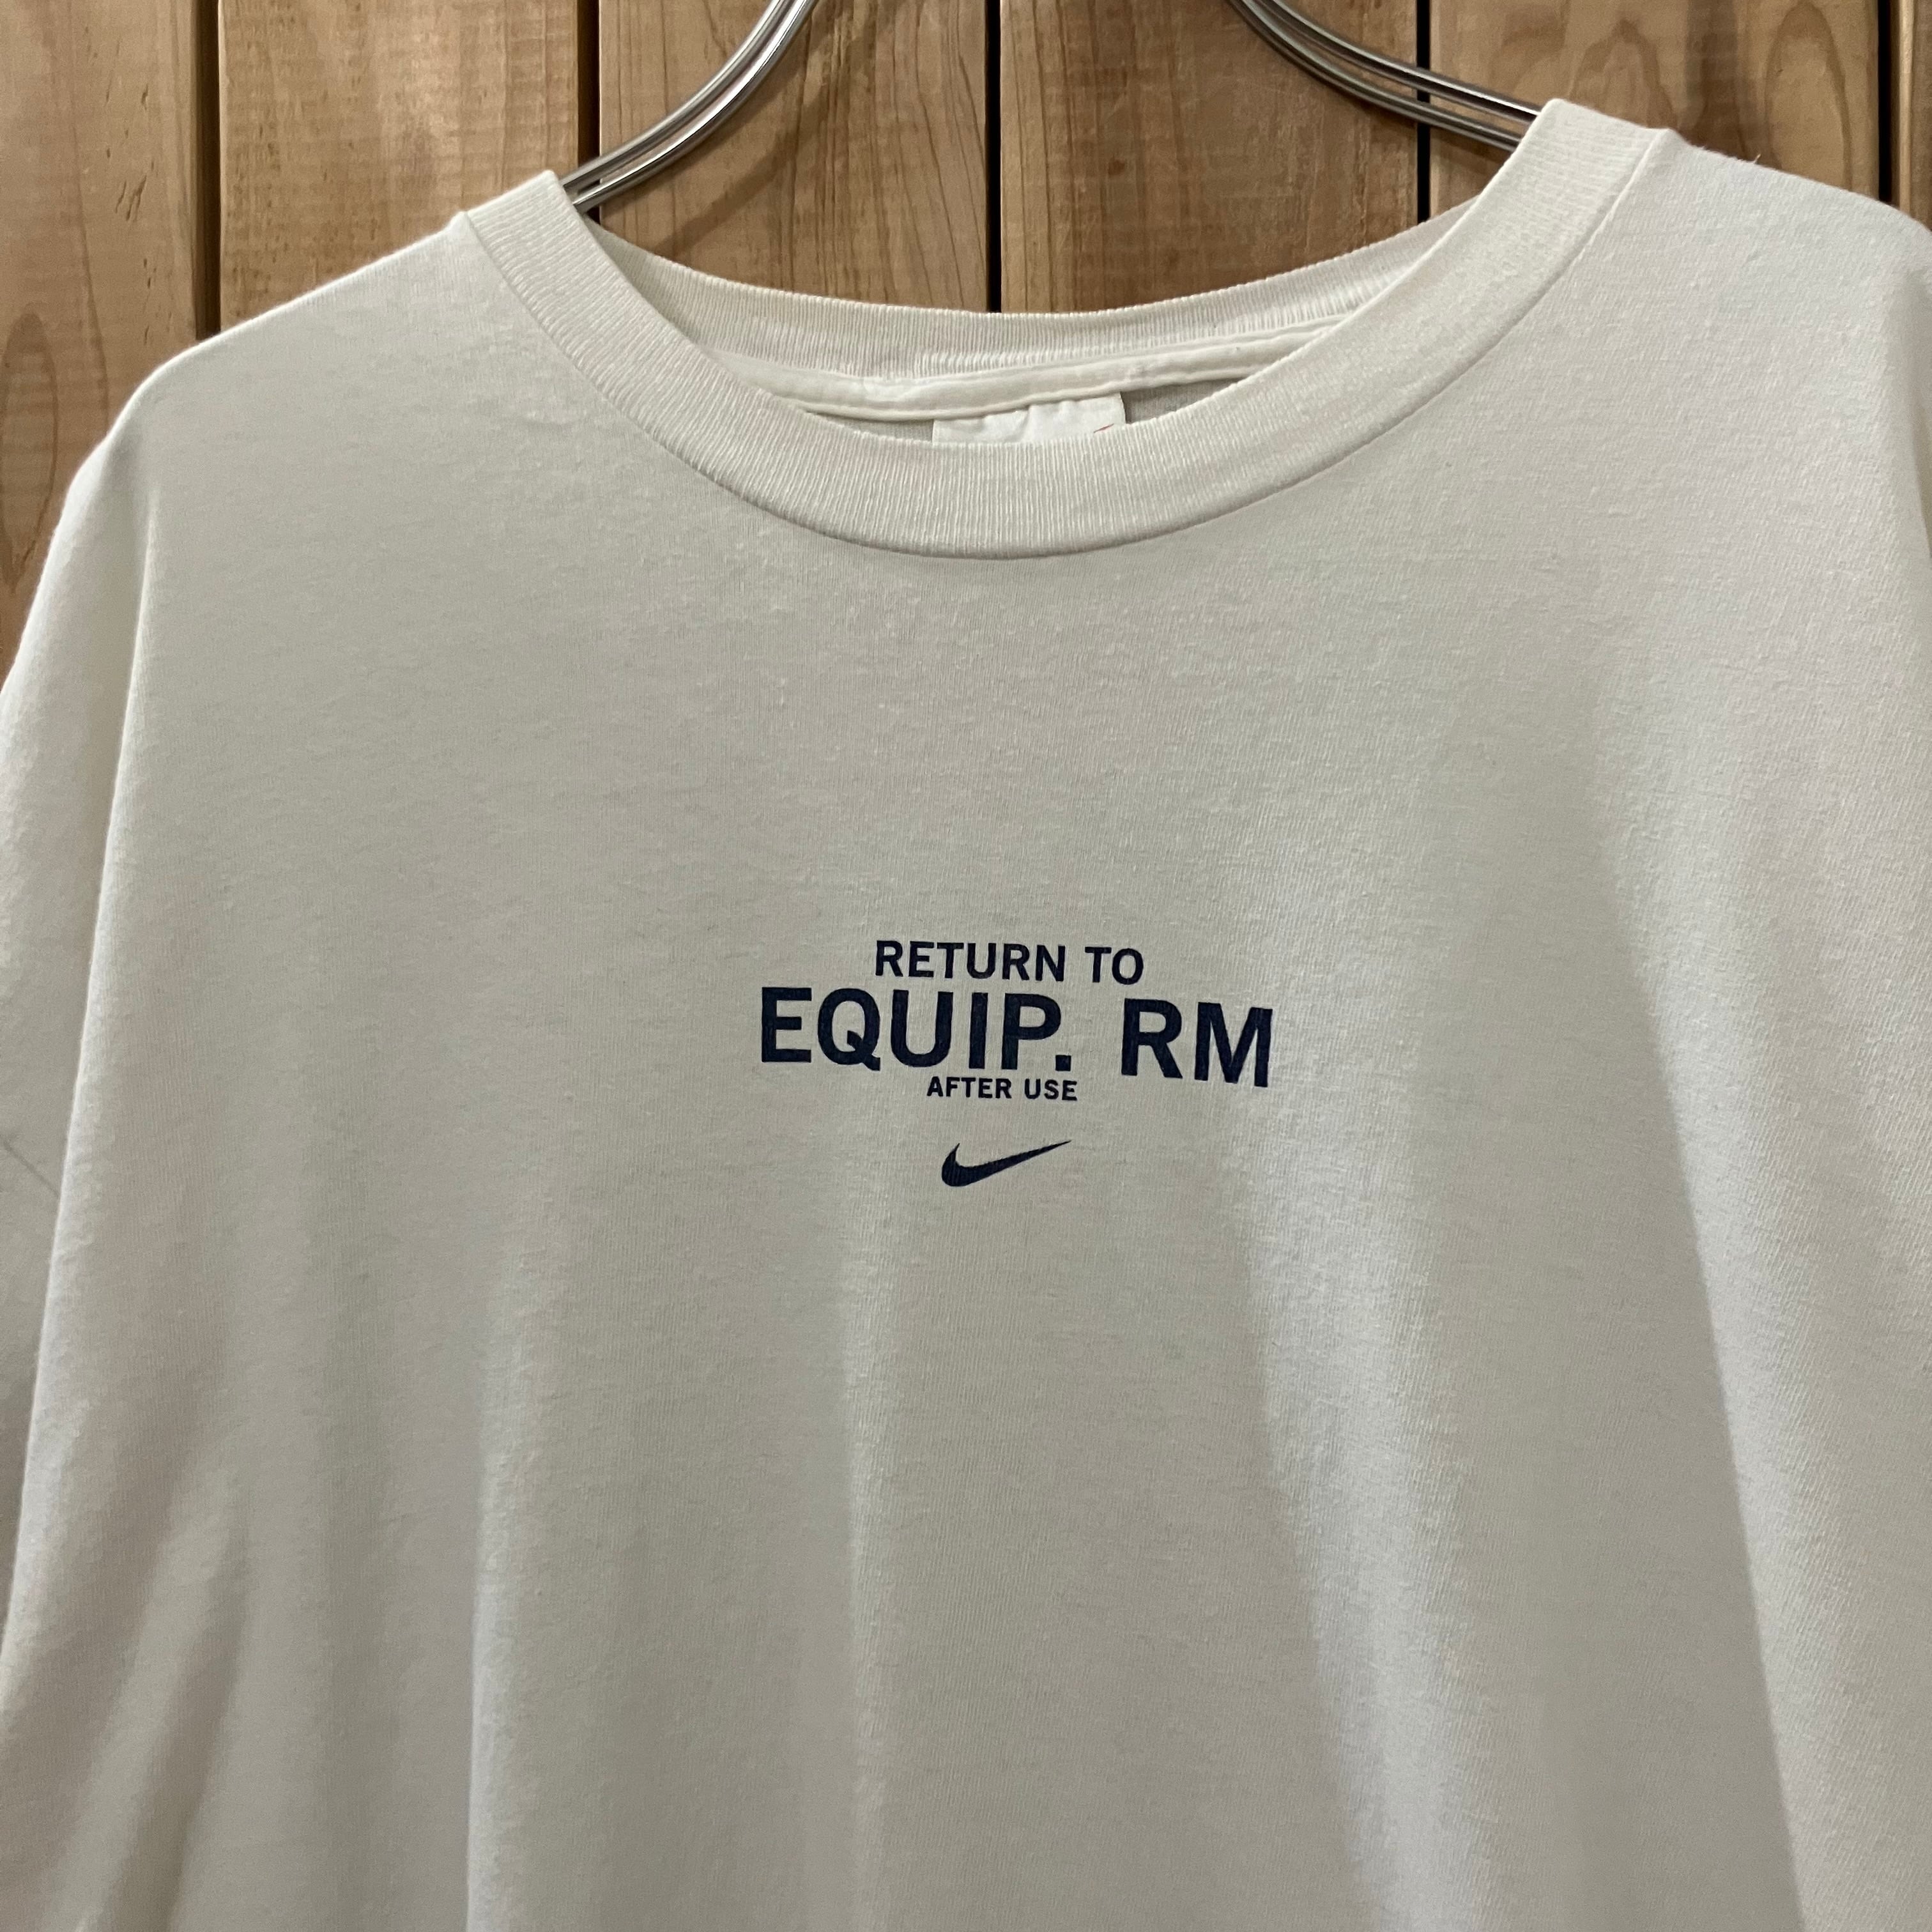 RETURN TO
EQUIP. RM
AFTER USE